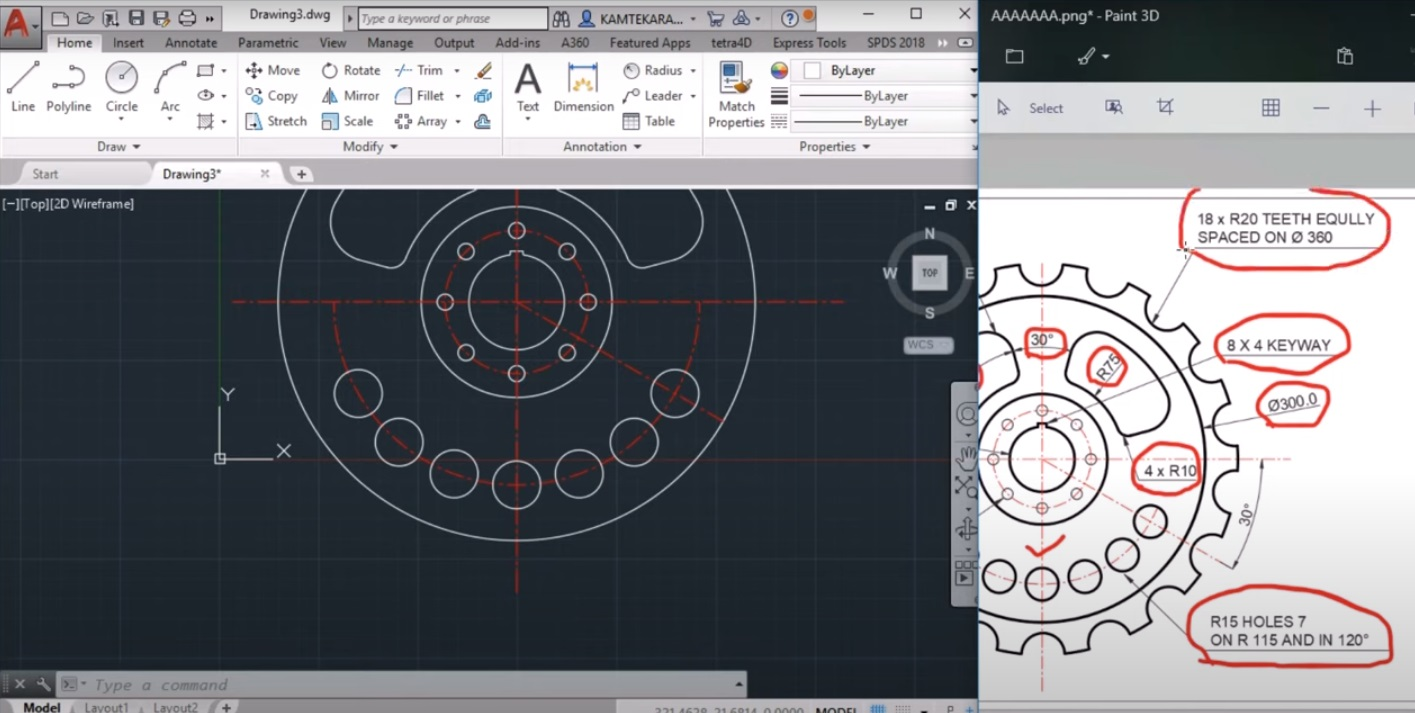 Drawing3.dwg
Type a keyword or phrase
KAMTEKARA...
Home Insert Annotate Parametric View Manage Output Add-ins A360 Featured Apps tetra4D Express Tools SPDS 2018
Line Polyline Circle Arc
Move Rotate Trim
Copy Mirror Fillet
Stretch Scale Array
Text Dimension
Radius
Leader
Table
Match
Properties
ByLayer
ByLayer
ByLayer
Draw Modify Annotation Properties
Start Drawing3*
[−][Top][2D Wireframe]
N
W TOP E
S
WCS
Y
X
Type a command
Model Layout1 Layout2
MODEL
AAAAAAA.png* - Paint 3D
Select
18 x R20 TEETH EQULLY
SPACED ON Ø 360
30°
R75
8 X 4 KEYWAY
Ø300.0
4 x R10
30°
R15 HOLES 7
ON R 115 AND IN 120°